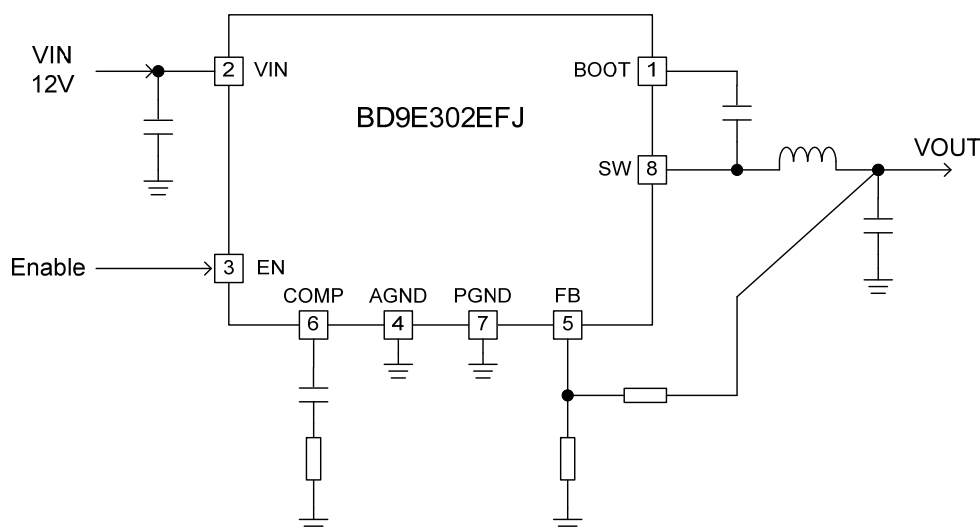 VIN
12V
2 VIN
BOOT 1
BD9E302EFJ
SW 8
VOUT
Enable
3 EN
COMP AGND PGND FB
6 4 7 5